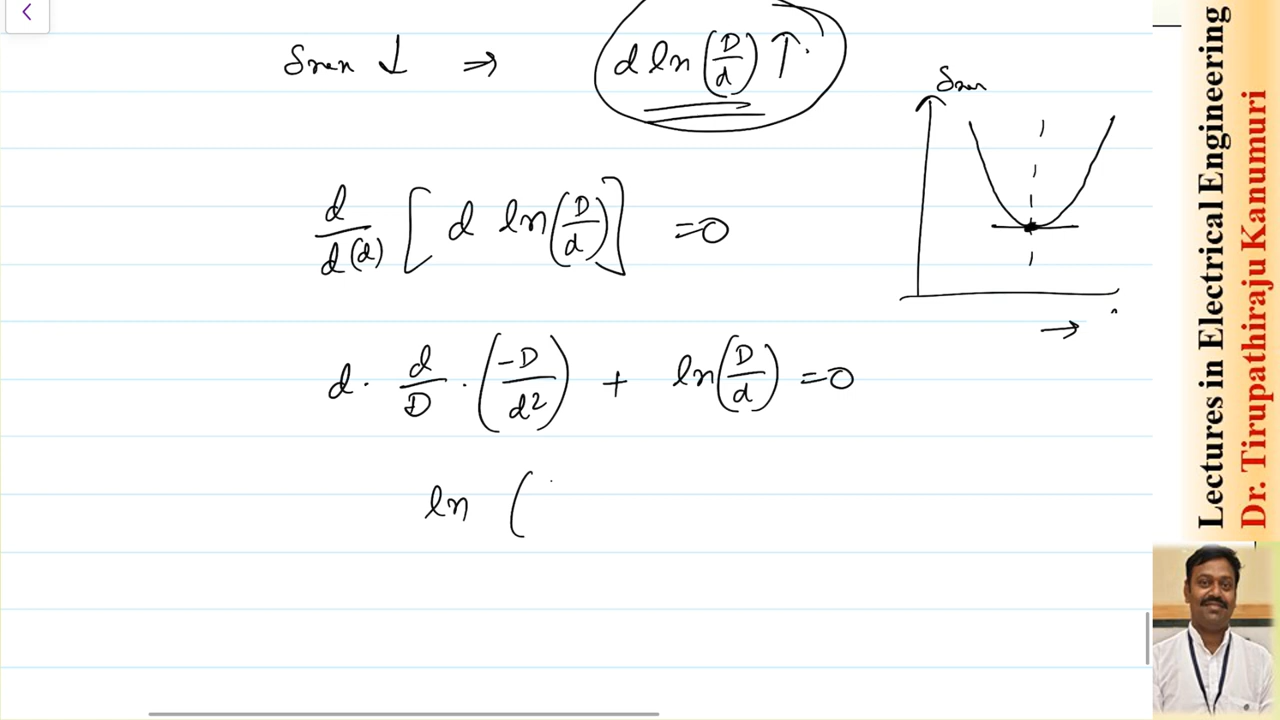 δmax ↓ ⇒ d ln(D/d) ↑
δmax
d/d(d) [d ln(D/d)] =0
d. d/D . (-D/d²) + ln(D/d) =0
ln (
Lectures in Electrical Engineering
Dr. Tirupathiraju Kanumuri